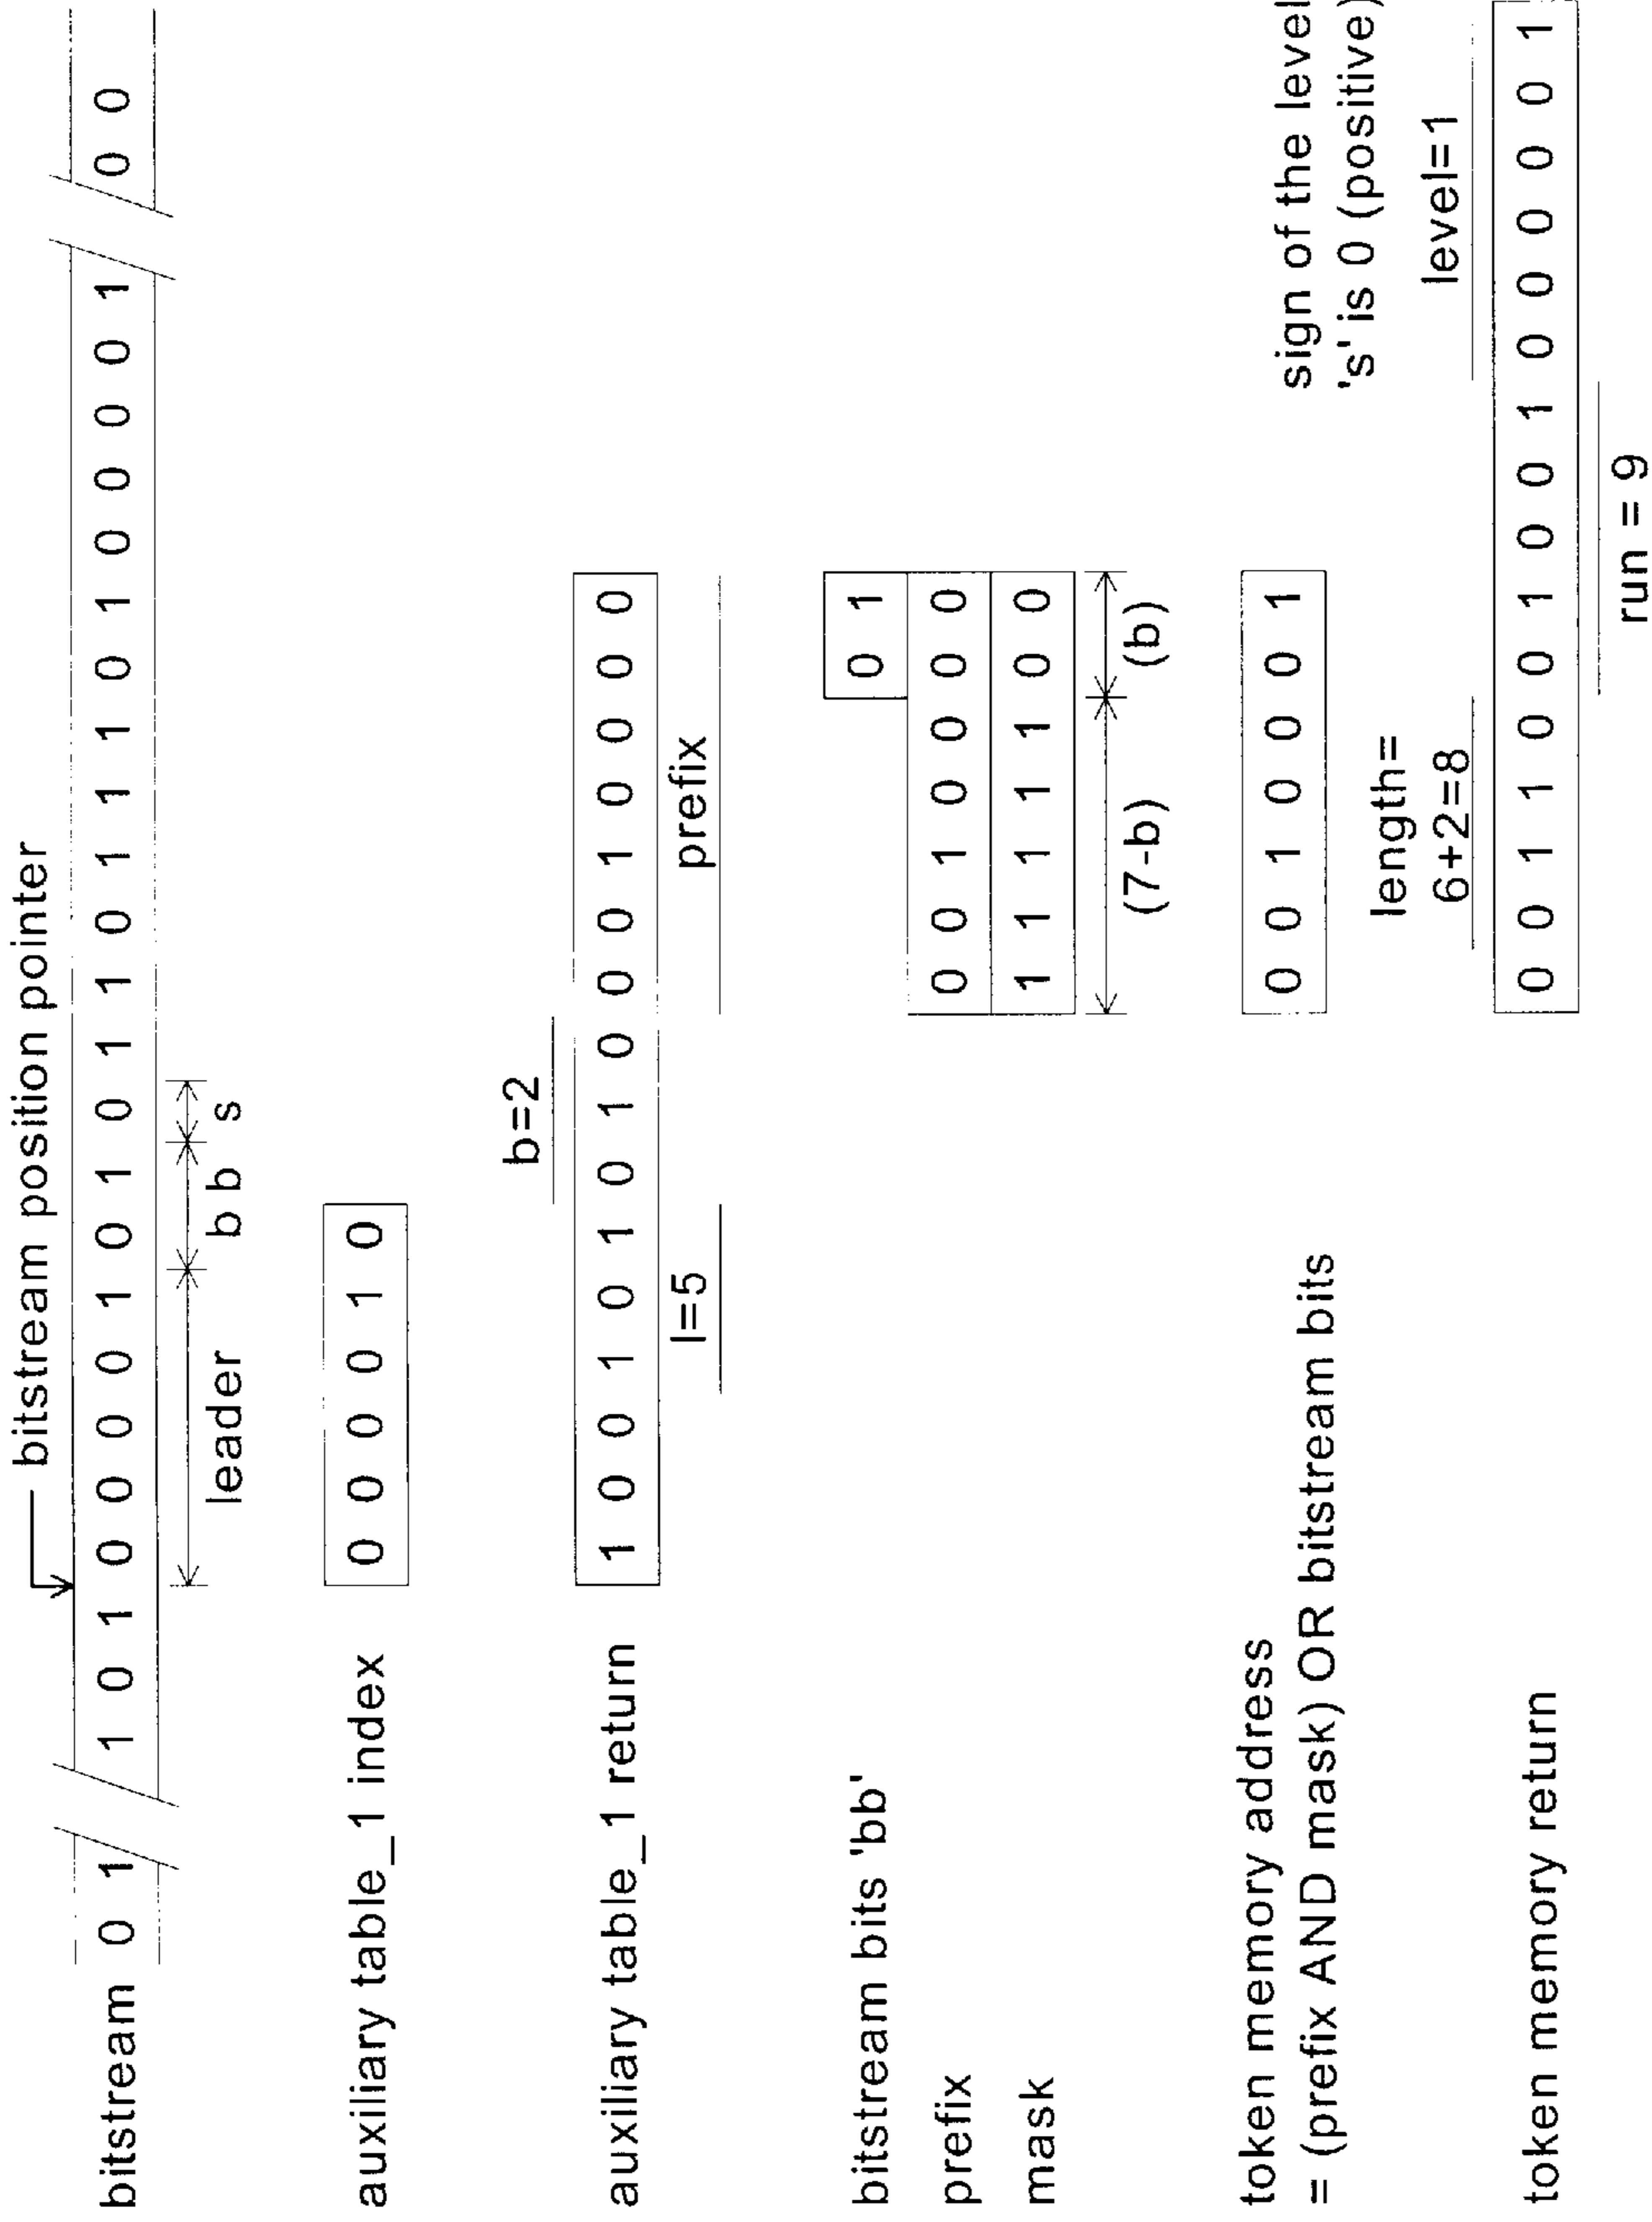 bitstream position pointer
bitstream 0 1 1 0 1 0 0 0 0 1 0 1 0 1 1 0 1 1 1 0 1 0 0 0 0 1 0 0
leader b b s
auxiliary table_1 index 0 0 0 0 1 0
b=2
auxiliary table_1 return 1 0 0 1 0 1 0 1 0 0 0 1 0 0 0 0
l=5 prefix
bitstream bits 'bb' 0 1
prefix 0 0 1 0 0 0 0
mask 1 1 1 1 1 0 0
(7-b) (b)
token memory address 0 0 1 0 0 0 1
= (prefix AND mask) OR bitstream bits
sign of the level
's' is 0 (positive)
length=
6+2=8 level=1
token memory return 0 0 1 1 0 0 1 0 0 1 0 0 0 0 0 1
run = 9